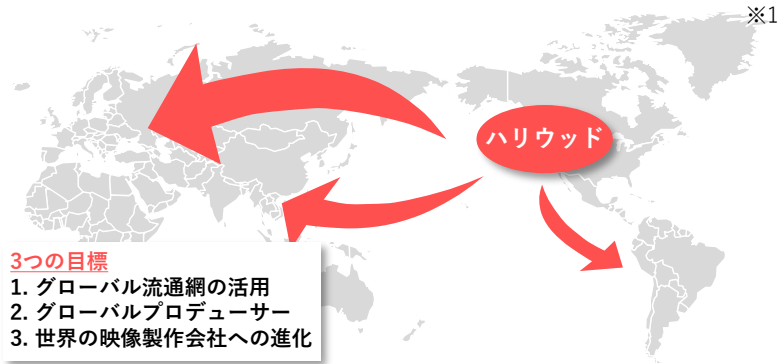 ※1
ハリウッド
3つの目標
1. グローバル流通網の活用
2. グローバルプロデューサー
3. 世界の映像製作会社への進化